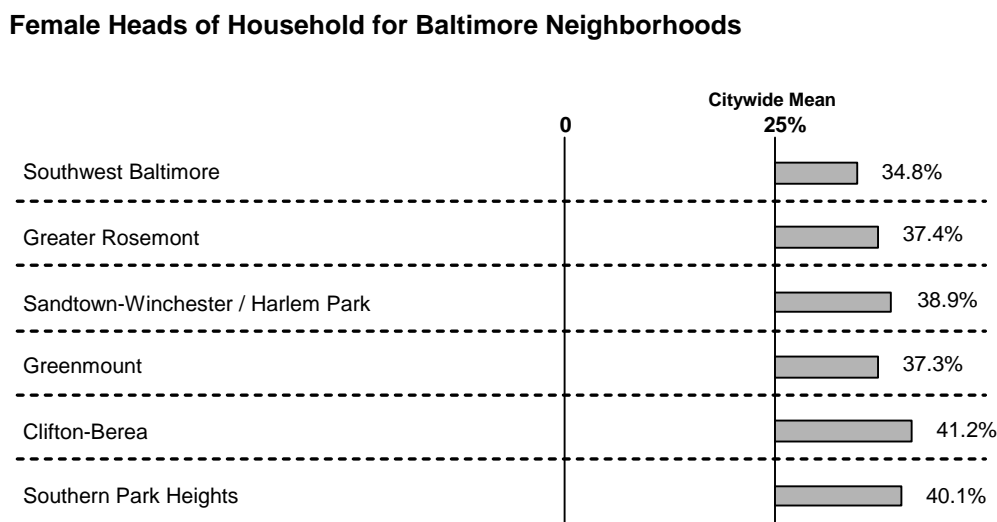 Female Heads of Household for Baltimore Neighborhoods
Citywide Mean
0 25%
Southwest Baltimore 34.8%
Greater Rosemont 37.4%
Sandtown-Winchester / Harlem Park 38.9%
Greenmount 37.3%
Clifton-Berea 41.2%
Southern Park Heights 40.1%